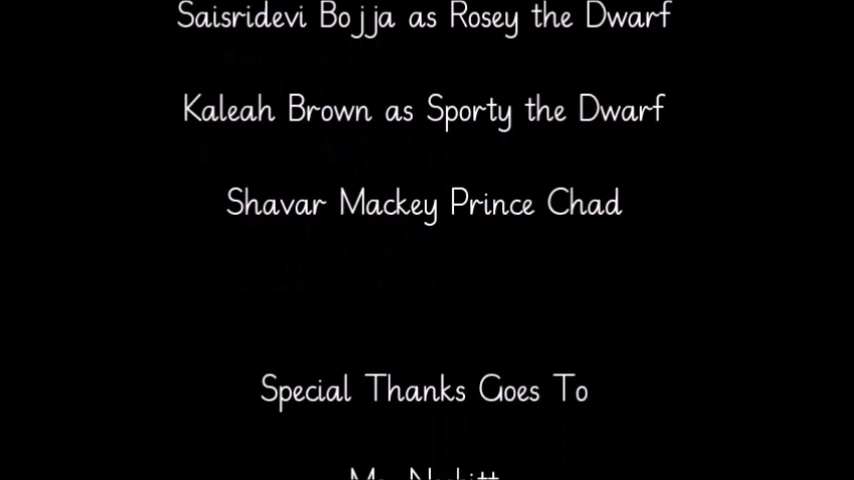 Saisridevi Bojja as Rosey the Dwarf
Kaleah Brown as Sporty the Dwarf
Shavar Mackey Prince Chad
Special Thanks Goes To